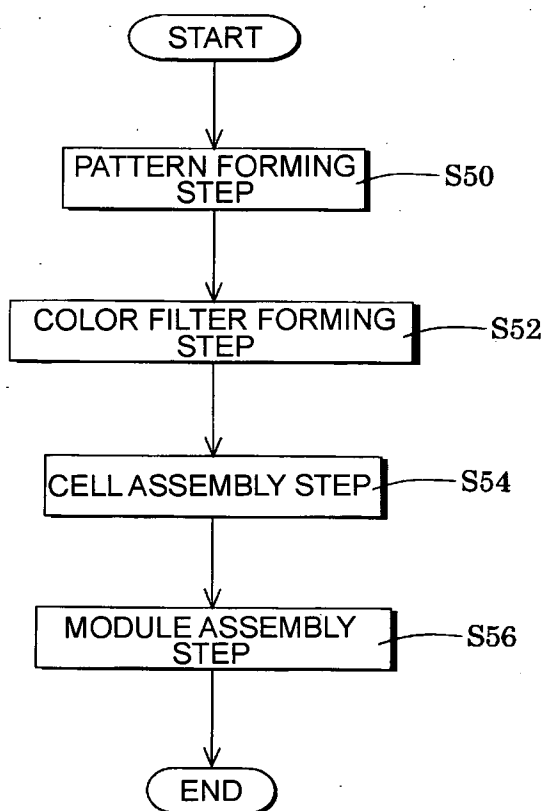 START
PATTERN FORMING
STEP
S50
COLOR FILTER FORMING
STEP
S52
CELL ASSEMBLY STEP
S54
MODULE ASSEMBLY
STEP
S56
END